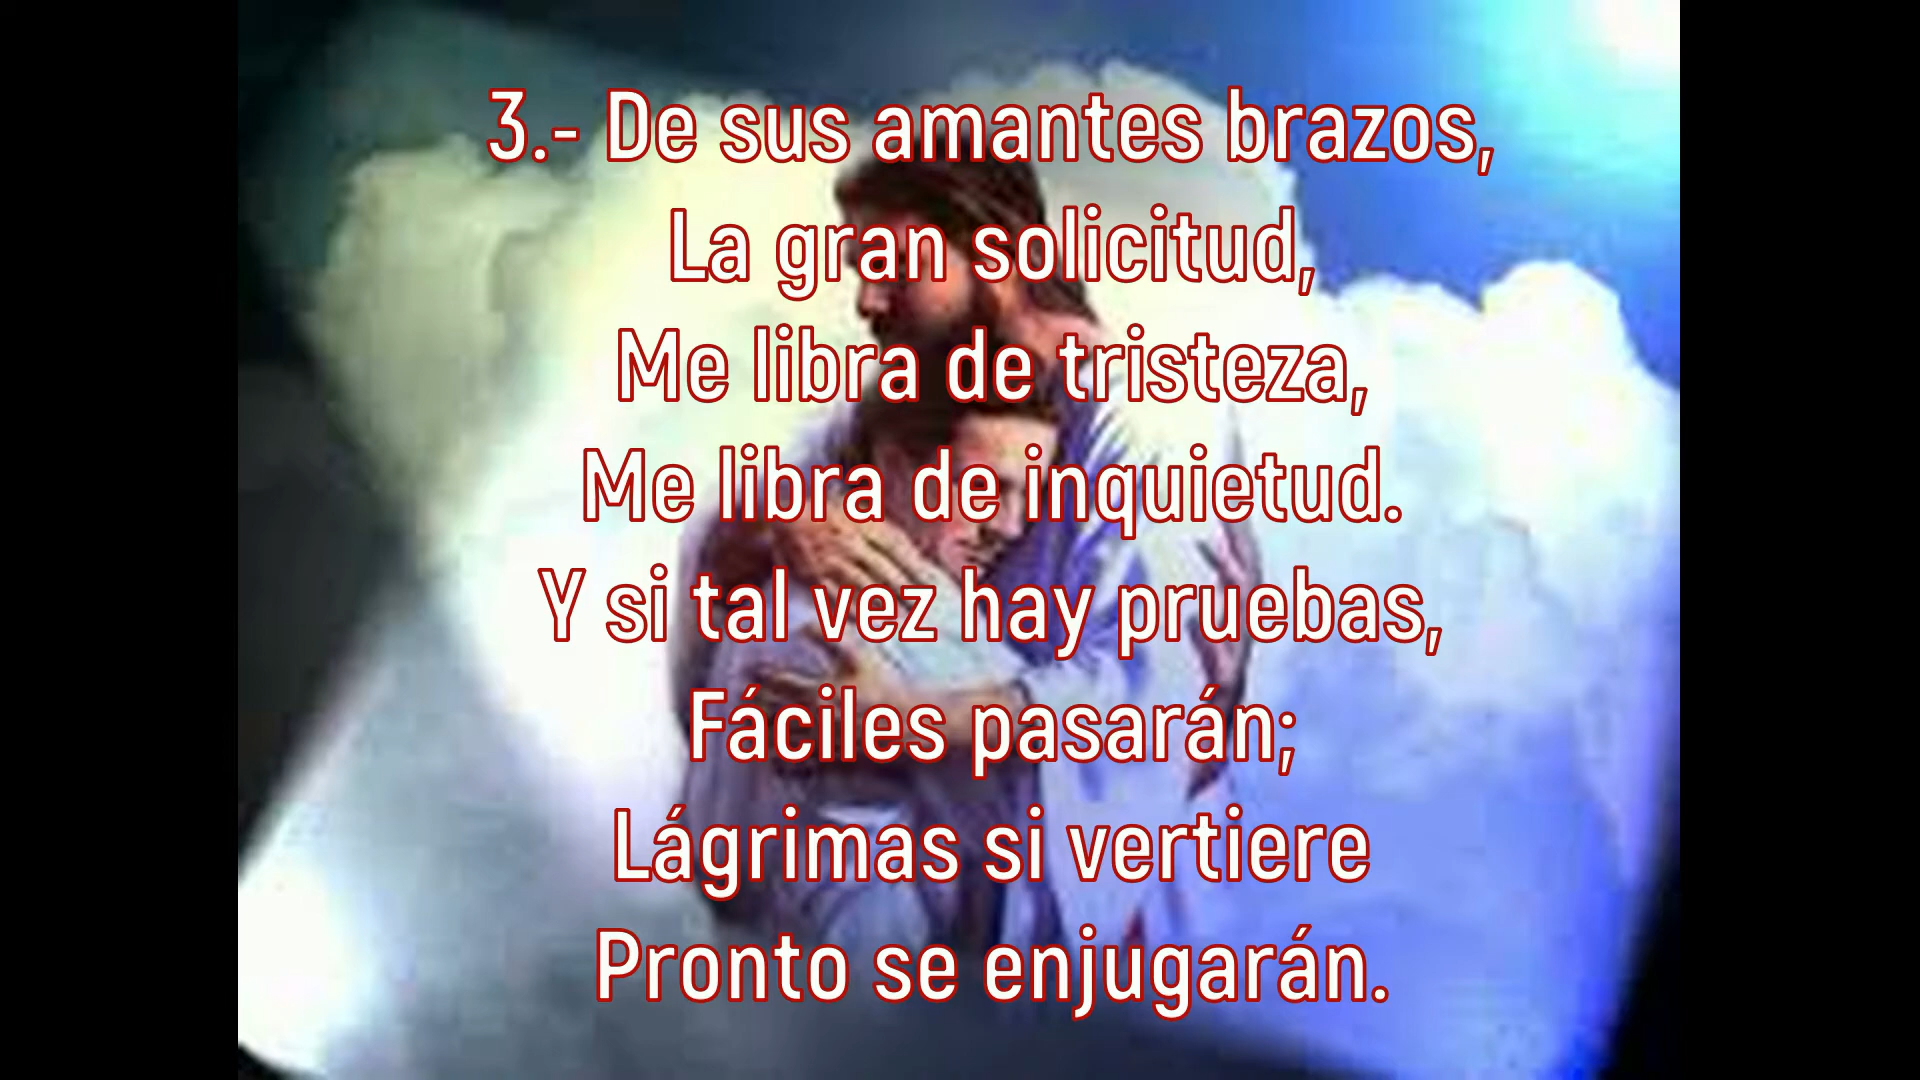 3.- De sus amantes brazos,
La gran solicitud,
Me libra de tristeza,
Me libra de inquietud.
Y si tal vez hay pruebas,
Fáciles pasarán;
Lágrimas si vertiere
Pronto se enjugarán.